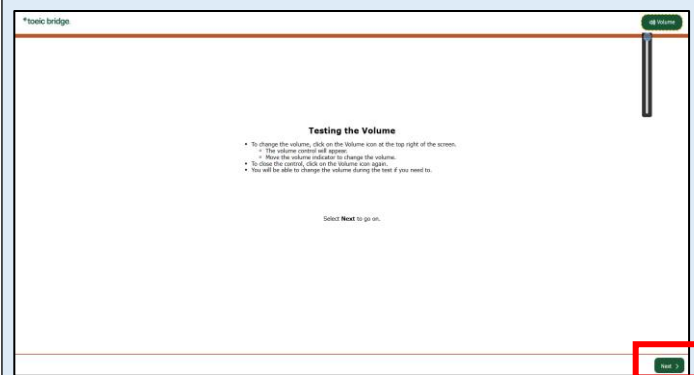 *toeic bridge
Volume
Testing the Volume
• To change the volume, click on the Volume icon at the top right of the screen.
◦ The volume control will appear.
◦ Move the volume indicator to change the volume.
• To close the control, click on the Volume icon again.
• You will be able to change the volume during the test if you need to.
Select Next to go on.
Next >